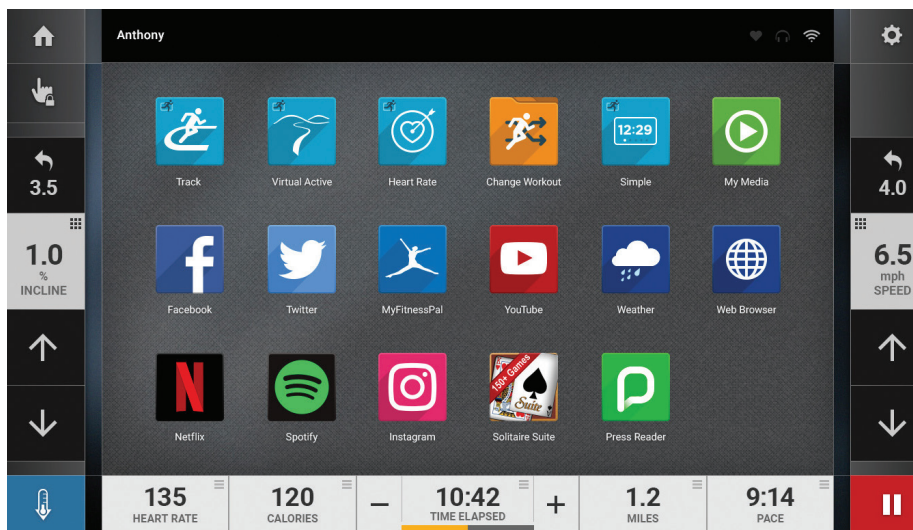 Anthony
3.5
1.0
%
INCLINE
12:29
Track
Virtual Active
Heart Rate
Change Workout
Simple
My Media
4.0
6.5
mph
SPEED
Facebook
Twitter
MyFitnessPal
YouTube
Weather
Web Browser
150+ Games
Suite
Netflix
Spotify
Instagram
Solitaire Suite
Press Reader
135
HEART RATE
120
CALORIES
10:42
TIME ELAPSED
1.2
MILES
9:14
PACE